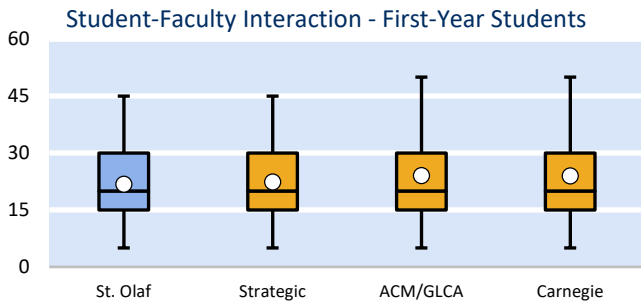 Student-Faculty Interaction - First-Year Students
60
45
30
15
0
St. Olaf Strategic ACM/GLCA Carnegie